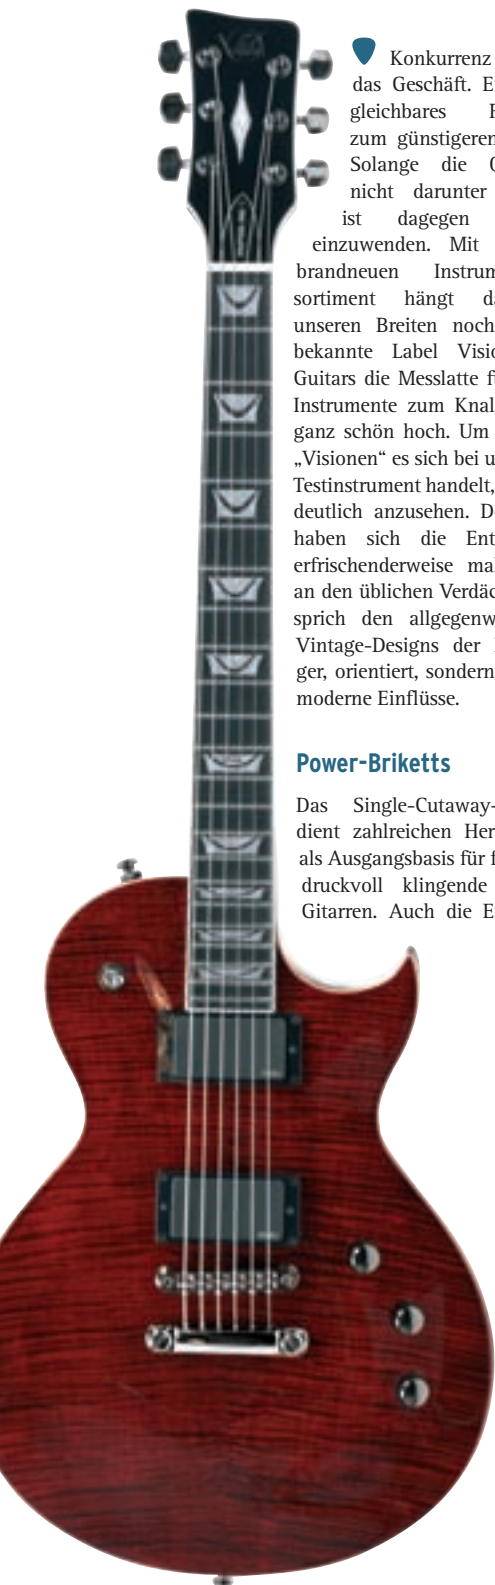 Konkurrenz
das Geschäft. E
gleichbares
zum günstigeren
Solange die
nicht darunter
ist dagegen
einzuwenden. Mit
brandneuen Instrum
sortiment hängt da
unseren Breiten noch
bekannte Label Visio
Guitars die Messlatte f
Instrumente zum Knal
ganz schön hoch. Um
„Visionen“ es sich bei u
Testinstrument handelt,
deutlich anzusehen. D
haben sich die Ent
erfrischenderweise mal
an den üblichen Verdäc
sprich den allgegenw
Vintage-Designs der
ger, orientiert, sondern
moderne Einflüsse.
Power-Briketts
Das Single-Cutaway-
dient zahlreichen Her
als Ausgangsbasis für f
druckvoll klingende
Gitarren. Auch die E